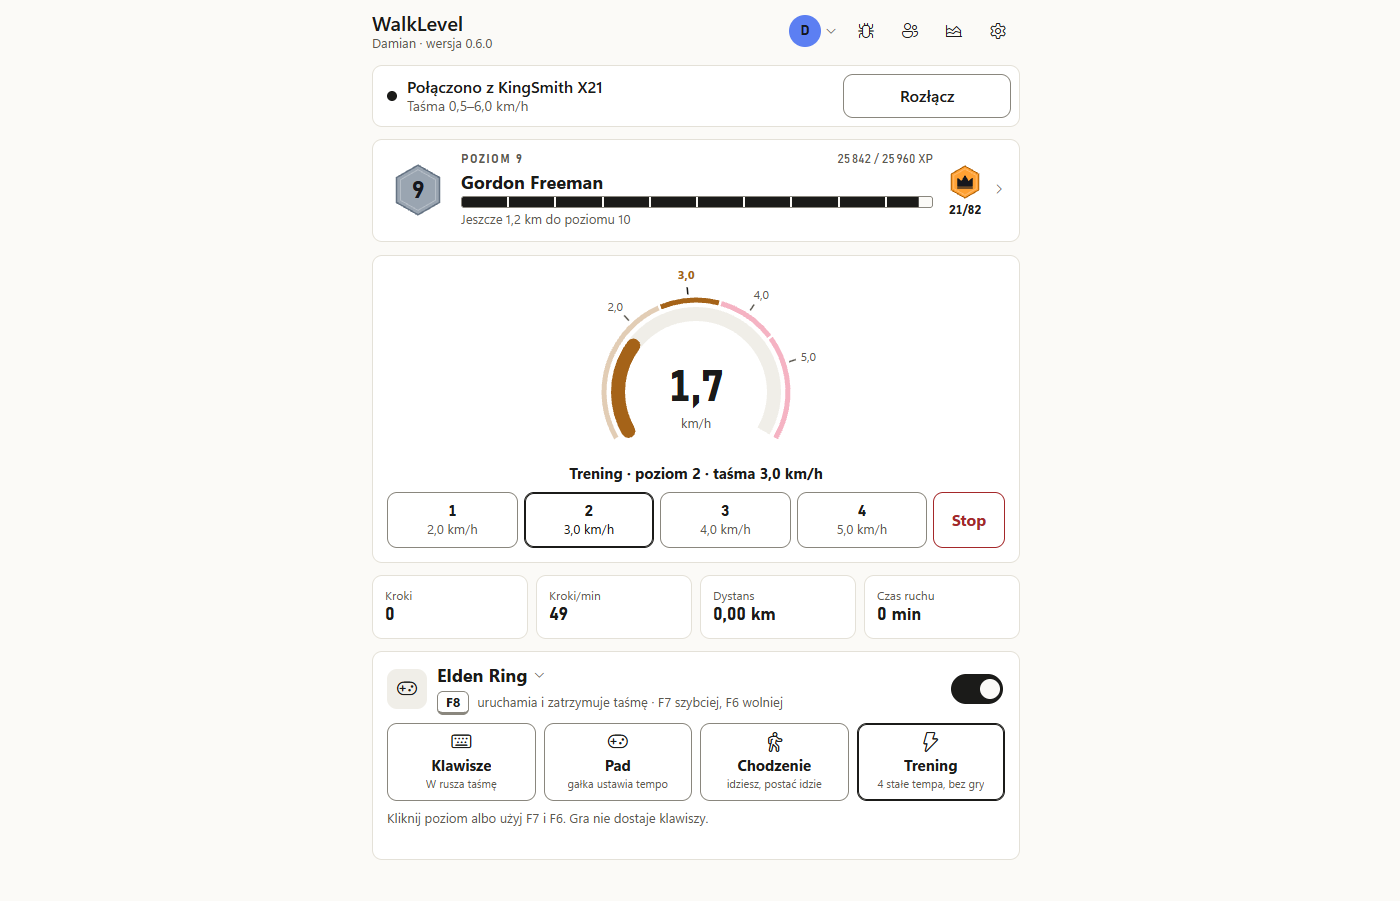 WalkLevel
Damian · wersja 0.6.0
D
Połączono z KingSmith X21
Taśma 0,5–6,0 km/h
Rozłącz
9
POZIOM 9
25 842 / 25 960 XP
Gordon Freeman
Jeszcze 1,2 km do poziomu 10
21/82
2,0
3,0
4,0
5,0
1,7
km/h
Trening · poziom 2 · taśma 3,0 km/h
1
2,0 km/h
2
3,0 km/h
3
4,0 km/h
4
5,0 km/h
Stop
Kroki
0
Kroki/min
49
Dystans
0,00 km
Czas ruchu
0 min
Elden Ring
F8 uruchamia i zatrzymuje taśmę · F7 szybciej, F6 wolniej
Klawisze
W rusza taśmę
Pad
gałka ustawia tempo
Chodzenie
idziesz, postać idzie
Trening
4 stałe tempa, bez gry
Kliknij poziom albo użyj F7 i F6. Gra nie dostaje klawiszy.